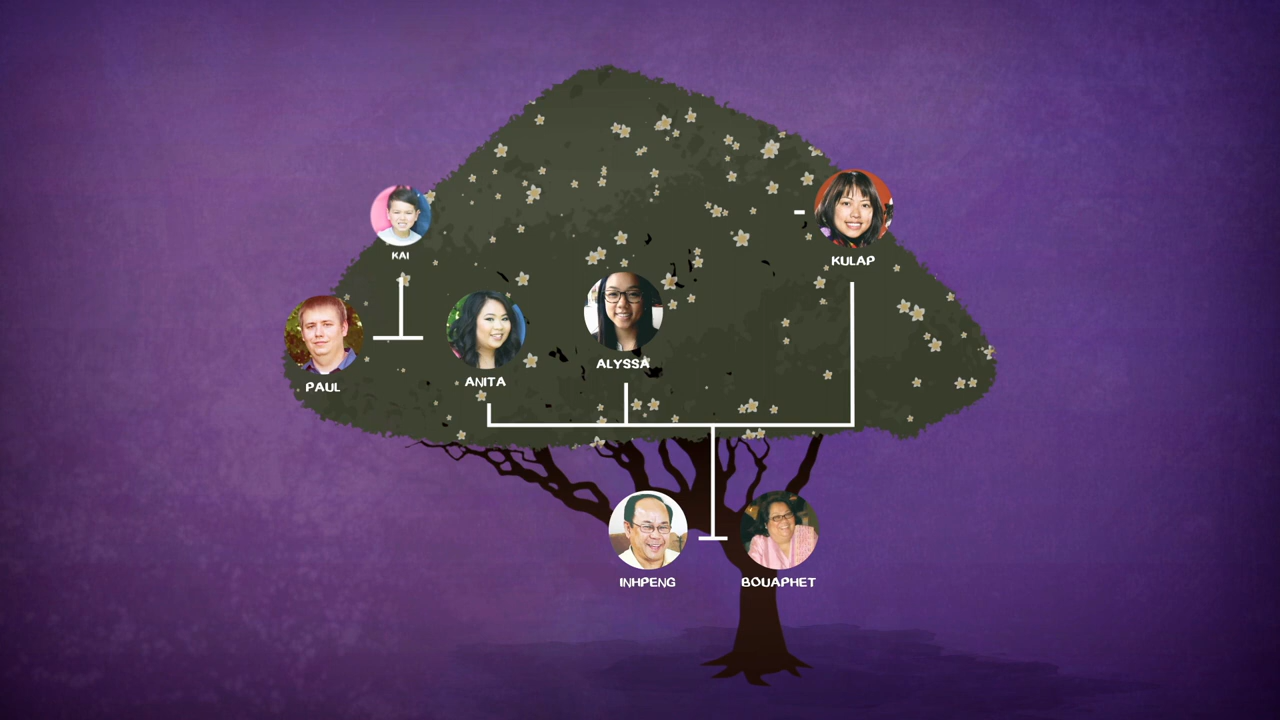 KAI
KULAP
PAUL
ANITA
ALYSSA
INHPENG
BOUAPHET